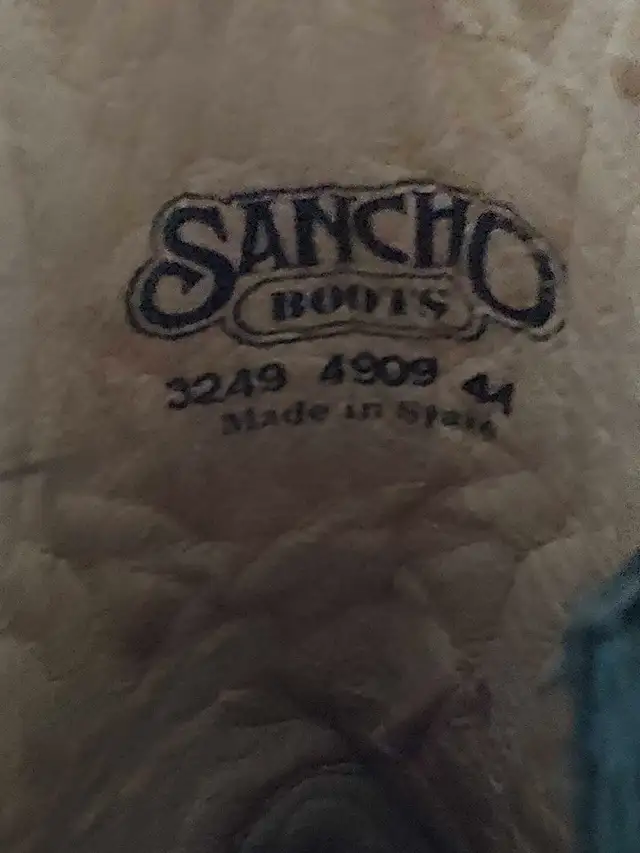 SANCHO
BOOTS
3249 4909 44
Made in Spain